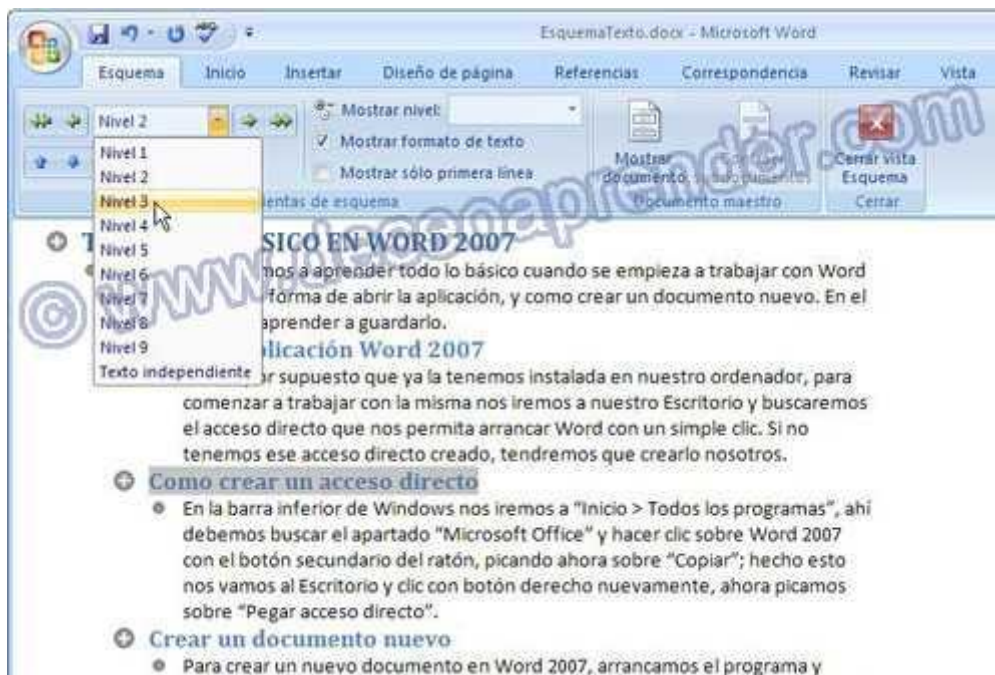 EsquemaTexto.docx - Microsoft Word
Esquema Inicio Insertar Diseño de página Referencias Correspondencia Revisar Vista
Nivel 2
Mostrar nivel:
Mostrar formato de texto
Mostrar sólo primera línea
Mostrar documento
Cerrar vista Esquema
entas de esquema
Documento maestro
Cerrar
Nivel 1
Nivel 2
Nivel 3
Nivel 4
Nivel 5
Nivel 6
Nivel 7
Nivel 8
Nivel 9
Texto independiente
© www.deseoaprender.com
T SICO EN WORD 2007
mos a aprender todo lo básico cuando se empieza a trabajar con Word
forma de abrir la aplicación, y como crear un documento nuevo. En el
aprender a guardarlo.
licación Word 2007
or supuesto que ya la tenemos instalada en nuestro ordenador, para
comenzar a trabajar con la misma nos iremos a nuestro Escritorio y buscaremos
el acceso directo que nos permita arrancar Word con un simple clic. Si no
tenemos ese acceso directo creado, tendremos que crearlo nosotros.
Como crear un acceso directo
En la barra inferior de Windows nos iremos a “Inicio > Todos los programas”, ahí
debemos buscar el apartado “Microsoft Office” y hacer clic sobre Word 2007
con el botón secundario del ratón, picando ahora sobre “Copiar”; hecho esto
nos vamos al Escritorio y clic con botón derecho nuevamente, ahora picamos
sobre “Pegar acceso directo”.
Crear un documento nuevo
Para crear un nuevo documento en Word 2007, arrancamos el programa y